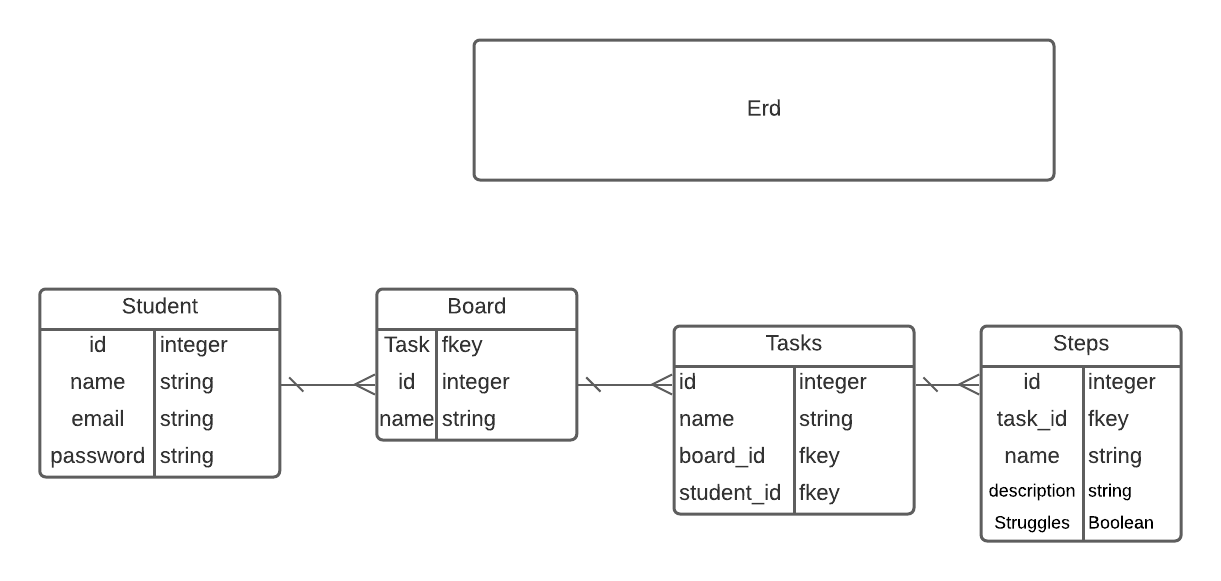 Erd
Student
id integer
name string
email string
password string
Board
Task fkey
id integer
name string
Tasks
id integer
name string
board_id fkey
student_id fkey
Steps
id integer
task_id fkey
name string
description string
Struggles Boolean